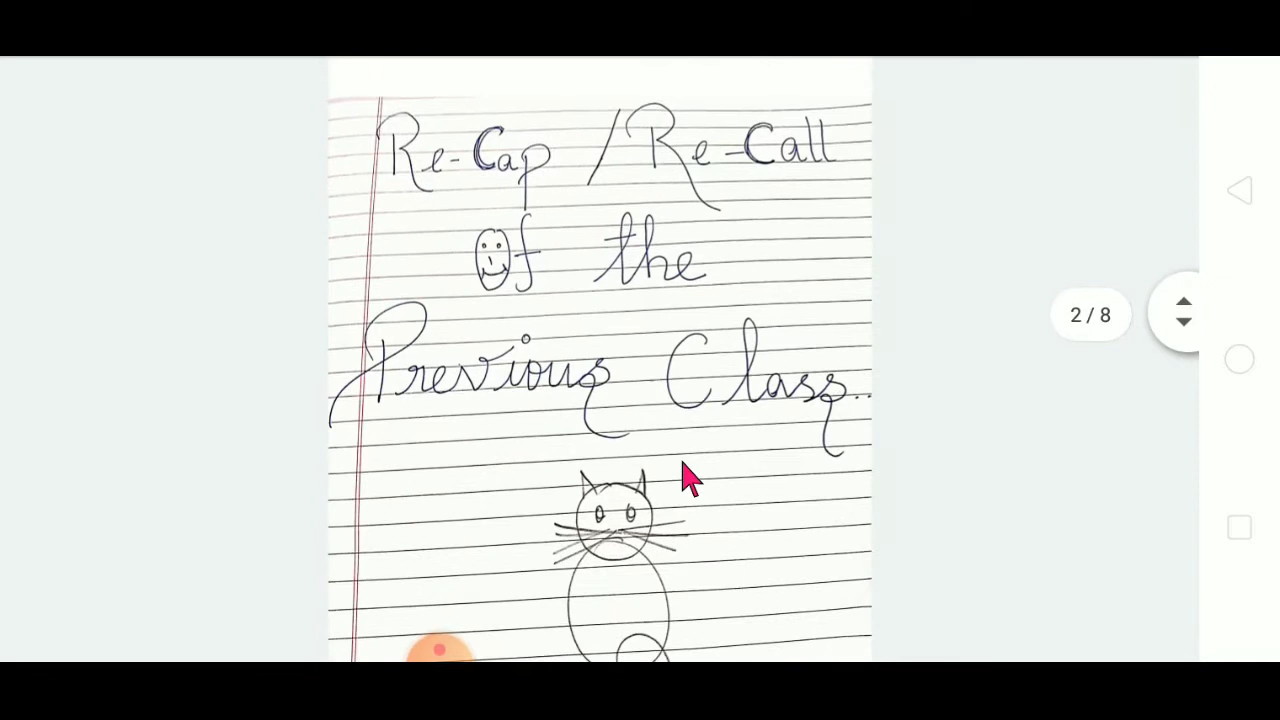 Re-Cap / Re-Call
Of the
Previous Class..
2 / 8